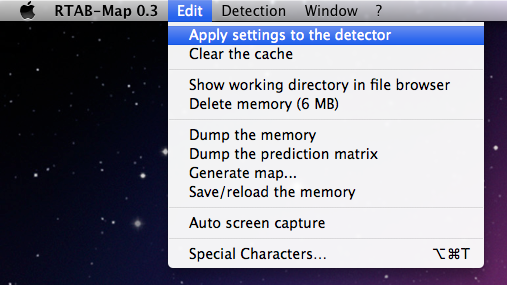 RTAB-Map 0.3 Edit Detection Window ?
Apply settings to the detector
Clear the cache
Show working directory in file browser
Delete memory (6 MB)
Dump the memory
Dump the prediction matrix
Generate map...
Save/reload the memory
Auto screen capture
Special Characters... ⌥⌘T